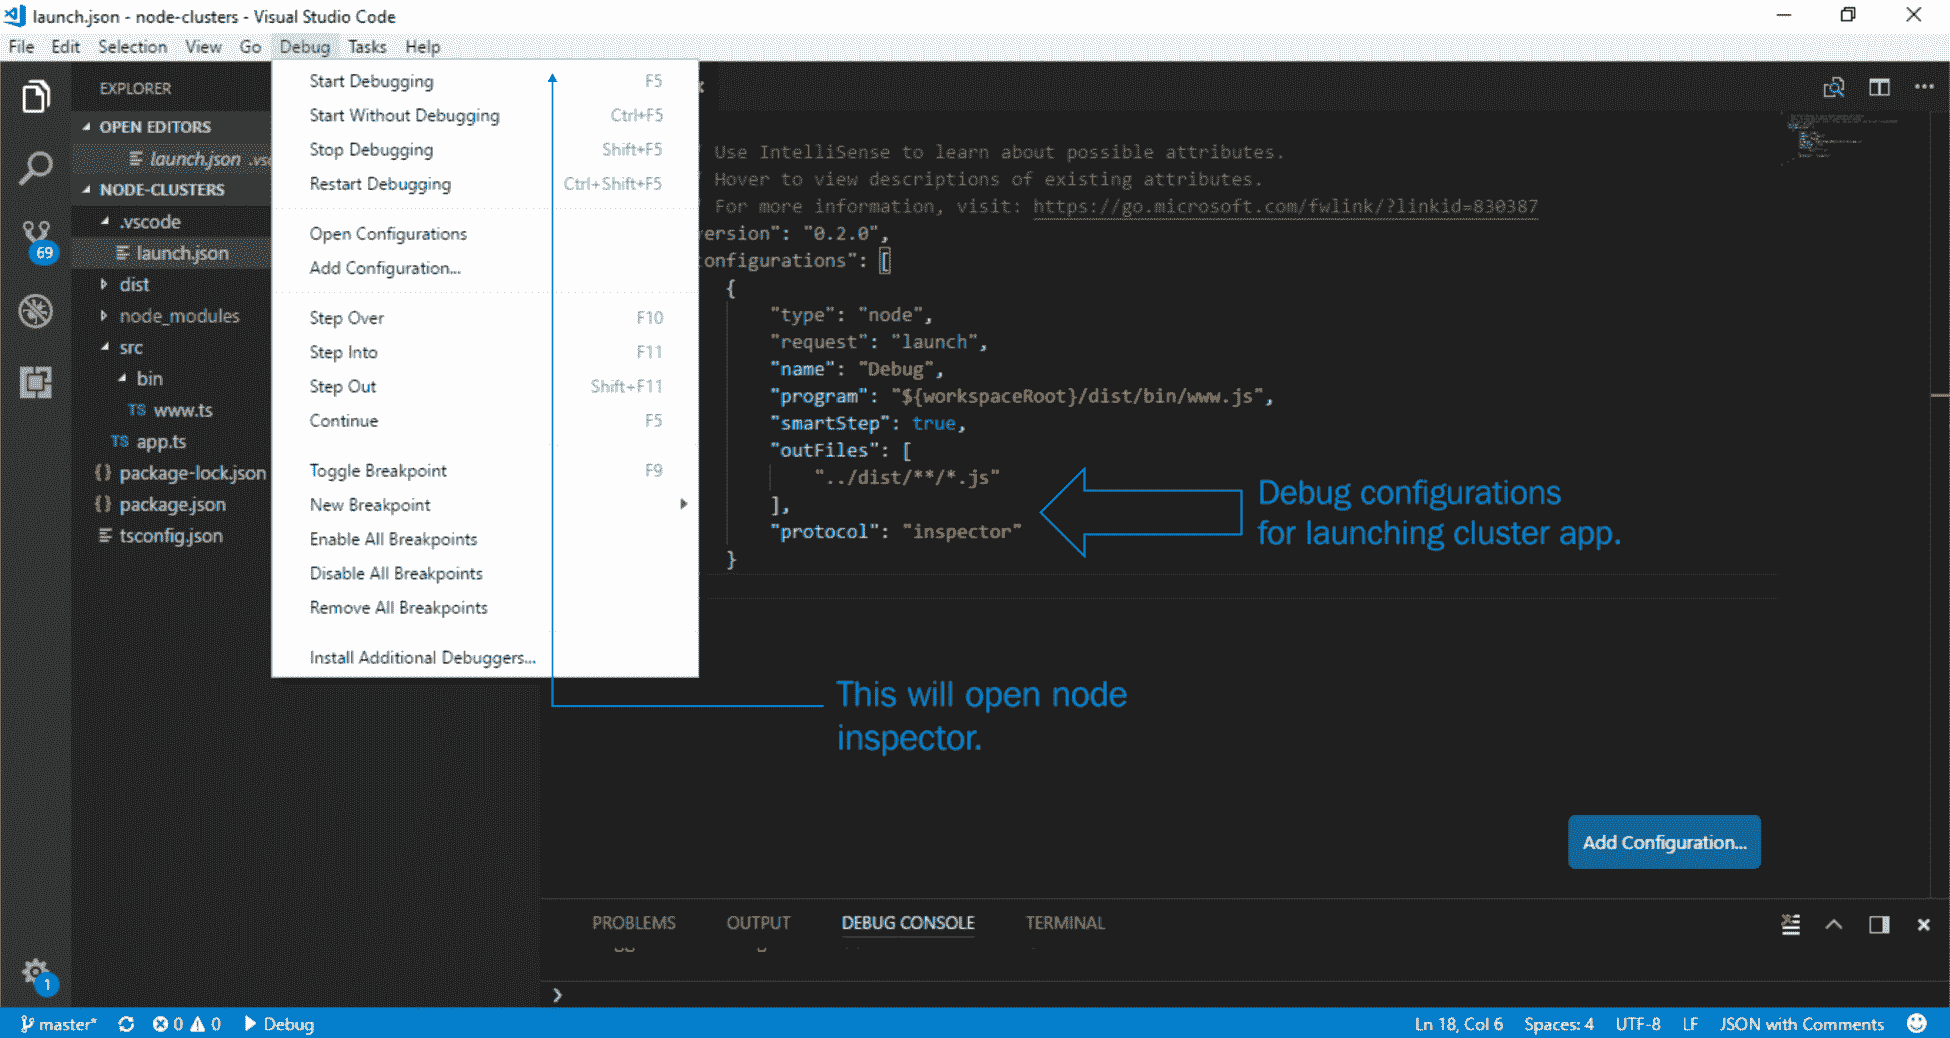 launch.json - node-clusters - Visual Studio Code
File Edit Selection View Go Debug Tasks Help
EXPLORER
OPEN EDITORS
launch.json
NODE-CLUSTERS
.vscode
launch.json
dist
node_modules
src
bin
TS www.ts
TS app.ts
{} package-lock.json
{} package.json
tsconfig.json
69
1
Start Debugging F5
Start Without Debugging Ctrl+F5
Stop Debugging Shift+F5
Restart Debugging Ctrl+Shift+F5
Open Configurations
Add Configuration...
Step Over F10
Step Into F11
Step Out Shift+F11
Continue F5
Toggle Breakpoint F9
New Breakpoint
Enable All Breakpoints
Disable All Breakpoints
Remove All Breakpoints
Install Additional Debuggers...
Use IntelliSense to learn about possible attributes.
Hover to view descriptions of existing attributes.
For more information, visit: https://go.microsoft.com/fwlink/?linkid=830387
ersion": "0.2.0",
onfigurations": [
{
"type": "node",
"request": "launch",
"name": "Debug",
"program": "${workspaceRoot}/dist/bin/www.js",
"smartStep": true,
"outFiles": [
"../dist/**/*.js"
],
"protocol": "inspector"
}
Debug configurations
for launching cluster app.
This will open node
inspector.
Add Configuration...
PROBLEMS OUTPUT DEBUG CONSOLE TERMINAL
master* 0 0 Debug
Ln 18, Col 6 Spaces: 4 UTF-8 LF JSON with Comments